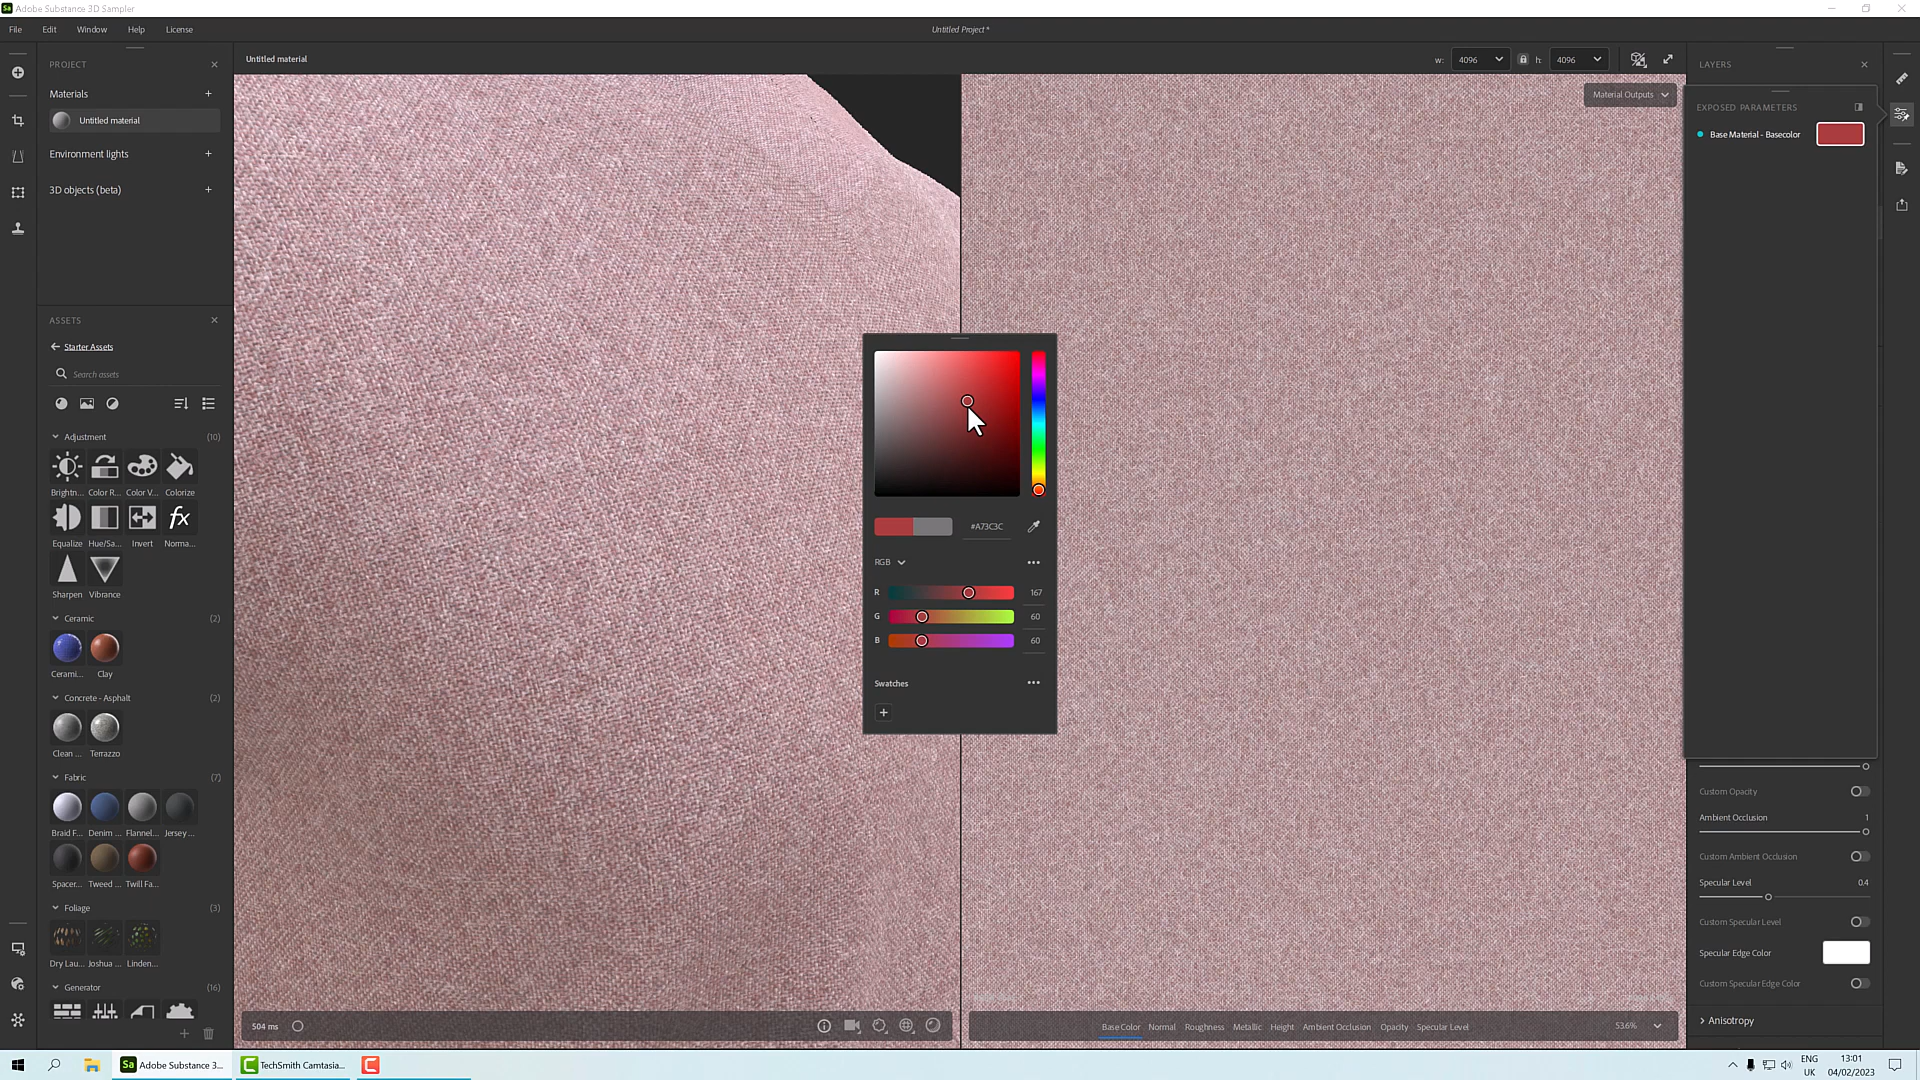 Adobe Substance 3D Sampler
File Edit Window Help License
Untitled Project *
PROJECT
Materials
Untitled material
Environment lights
3D objects (beta)
ASSETS
Starter Assets
Search assets
Adjustment (10)
Brightn... Color R... Color V... Colorize
Equalize Hue/Sa... Invert Norma...
Sharpen Vibrance
Ceramic (2)
Cerami... Clay
Concrete - Asphalt (2)
Clean ... Terrazzo
Fabric (7)
Braid F... Denim ... Flannel... Jersey ...
Spacer... Tweed ... Twill Fa...
Foliage (3)
Dry Lau... Joshua ... Linden...
Generator (16)
Untitled material
w: 4096 h: 4096
Material Outputs
#A73C3C
RGB
R 167
G 60
B 60
Swatches
504 ms
Base Color Normal Roughness Metallic Height Ambient Occlusion Opacity Specular Level
53.6%
LAYERS
EXPOSED PARAMETERS
Base Material - Basecolor
Custom Opacity
Ambient Occlusion 1
Custom Ambient Occlusion
Specular Level 0.4
Custom Specular Level
Specular Edge Color
Custom Specular Edge Color
Anisotropy
Adobe Substance 3...
TechSmith Camtasia...
ENG
UK
13:01
04/02/2023